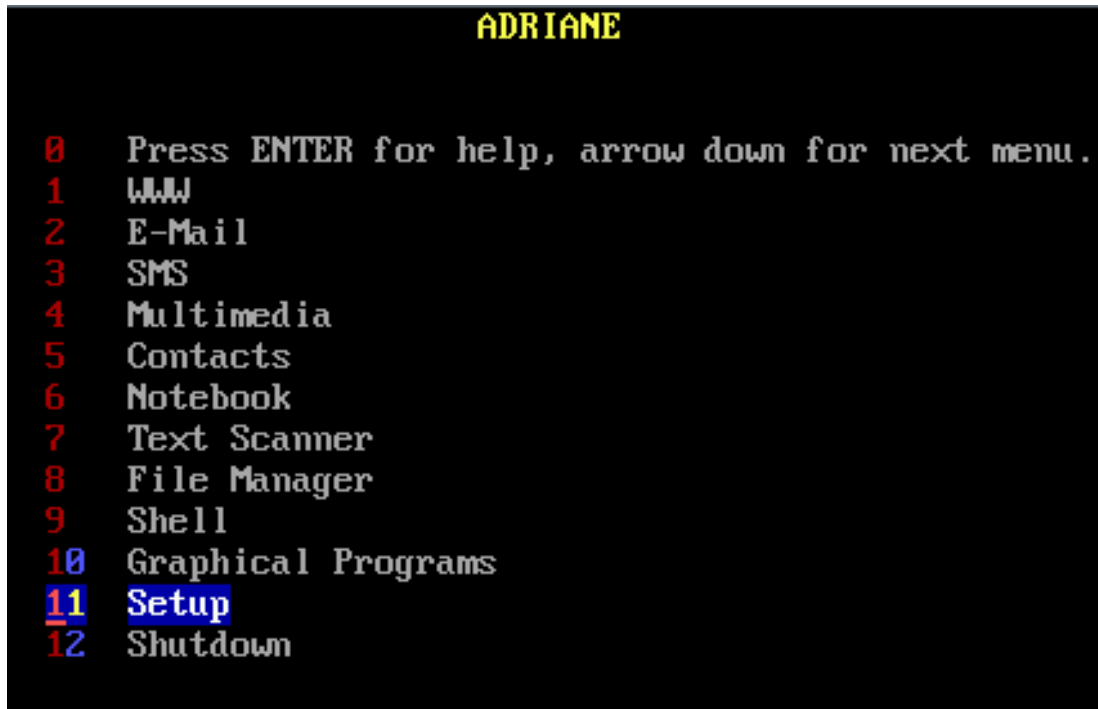 ADRIANE
0 Press ENTER for help, arrow down for next menu.
1 WWW
2 E-Mail
3 SMS
4 Multimedia
5 Contacts
6 Notebook
7 Text Scanner
8 File Manager
9 Shell
10 Graphical Programs
11 Setup
12 Shutdown